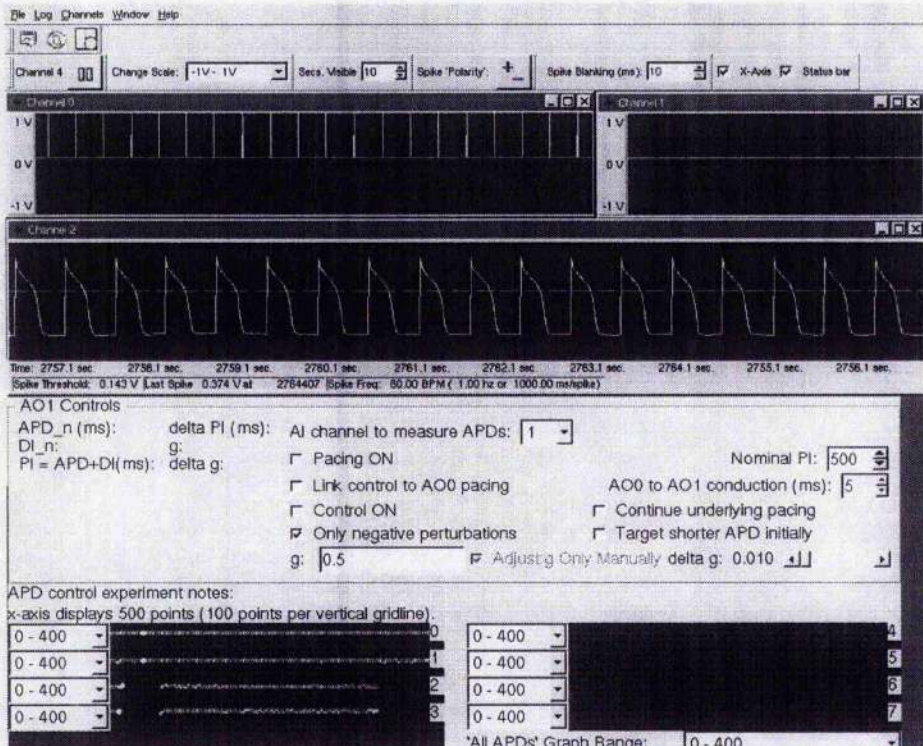 File Log Channels Window Help
Channel 4 Change Scale: -1V - 1V Secs. Visible 10 Spike 'Polarity': +_ Spike Blanking (ms): 10 X-Axis Status bar
Channel 0 Channel 1
1 V 1 V
0 V 0 V
-1 V -1 V
Channel 2
Time: 2757.1 sec. 2758.1 sec. 2759.1 sec. 2760.1 sec. 2761.1 sec. 2762.1 sec. 2763.1 sec. 2764.1 sec. 2755.1 sec. 2756.1 sec.
Spike Threshold: 0.143 V Last Spike 0.374 V at 2764407 Spike Freq: 60.00 BPM ( 1.00 hz or 1000.00 ms/spike)
AO1 Controls
APD_n (ms): delta PI (ms): AI channel to measure APDs: 1
DI_n: g: Pacing ON Nominal PI: 500
PI = APD+DI(ms): delta g: Link control to AO0 pacing AO0 to AO1 conduction (ms): 5
Control ON Continue underlying pacing
Only negative perturbations Target shorter APD initially
g: 0.5 Adjust g Only Manually delta g: 0.010
APD control experiment notes:
x-axis displays 500 points (100 points per vertical gridline).
0 - 400 0 0 - 400 4
0 - 400 1 0 - 400 5
0 - 400 2 0 - 400 6
0 - 400 3 0 - 400 7
'All APDs' Graph Range: 0 - 400